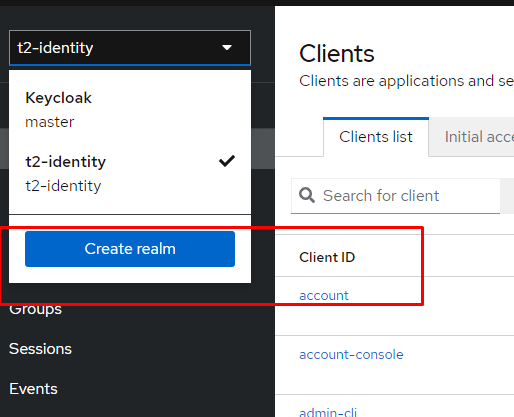 t2-identity
Keycloak
master
t2-identity
t2-identity
Create realm
Groups
Sessions
Events
Clients
Clients are applications and se
Clients list
Initial acce
Search for client
Client ID
account
account-console
admin-cli